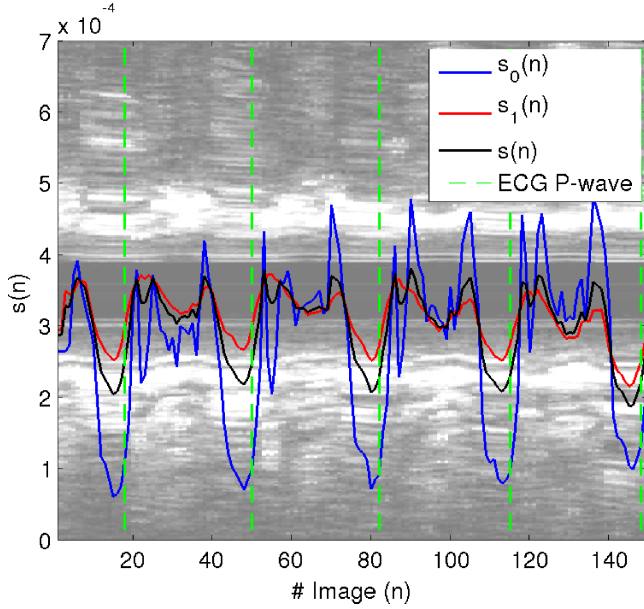 x 10⁻⁴
7
6
5
4
3
2
1
0
s(n)
20 40 60 80 100 120 140
# Image (n)
s₀(n)
s₁(n)
s(n)
ECG P-wave